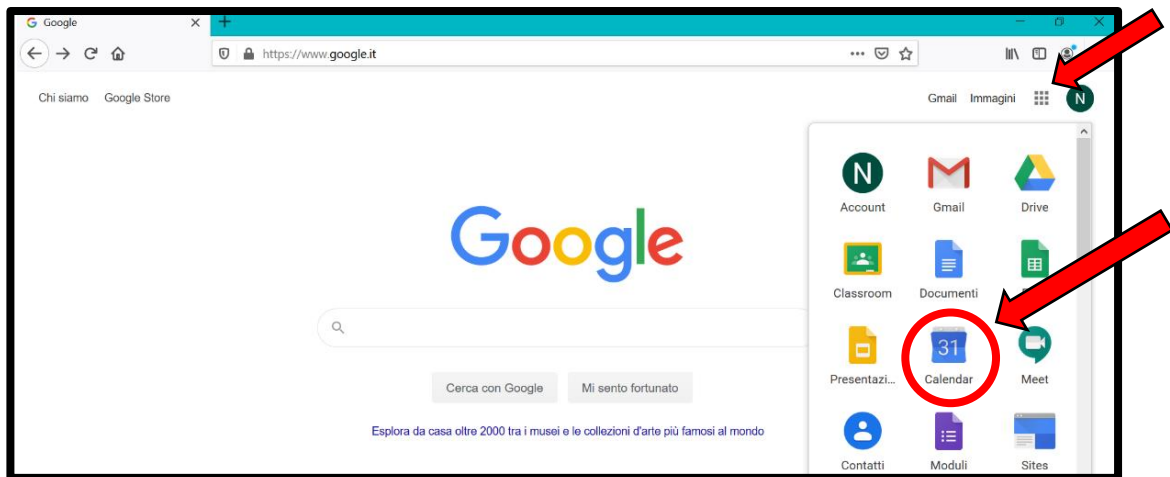 Google
https://www.google.it
Chi siamo Google Store
Gmail Immagini
N
N
Account Gmail Drive
Google
Classroom Documenti
31
Presentazi... Calendar Meet
Cerca con Google Mi sento fortunato
Esplora da casa oltre 2000 tra i musei e le collezioni d'arte più famosi al mondo
Contatti Moduli Sites